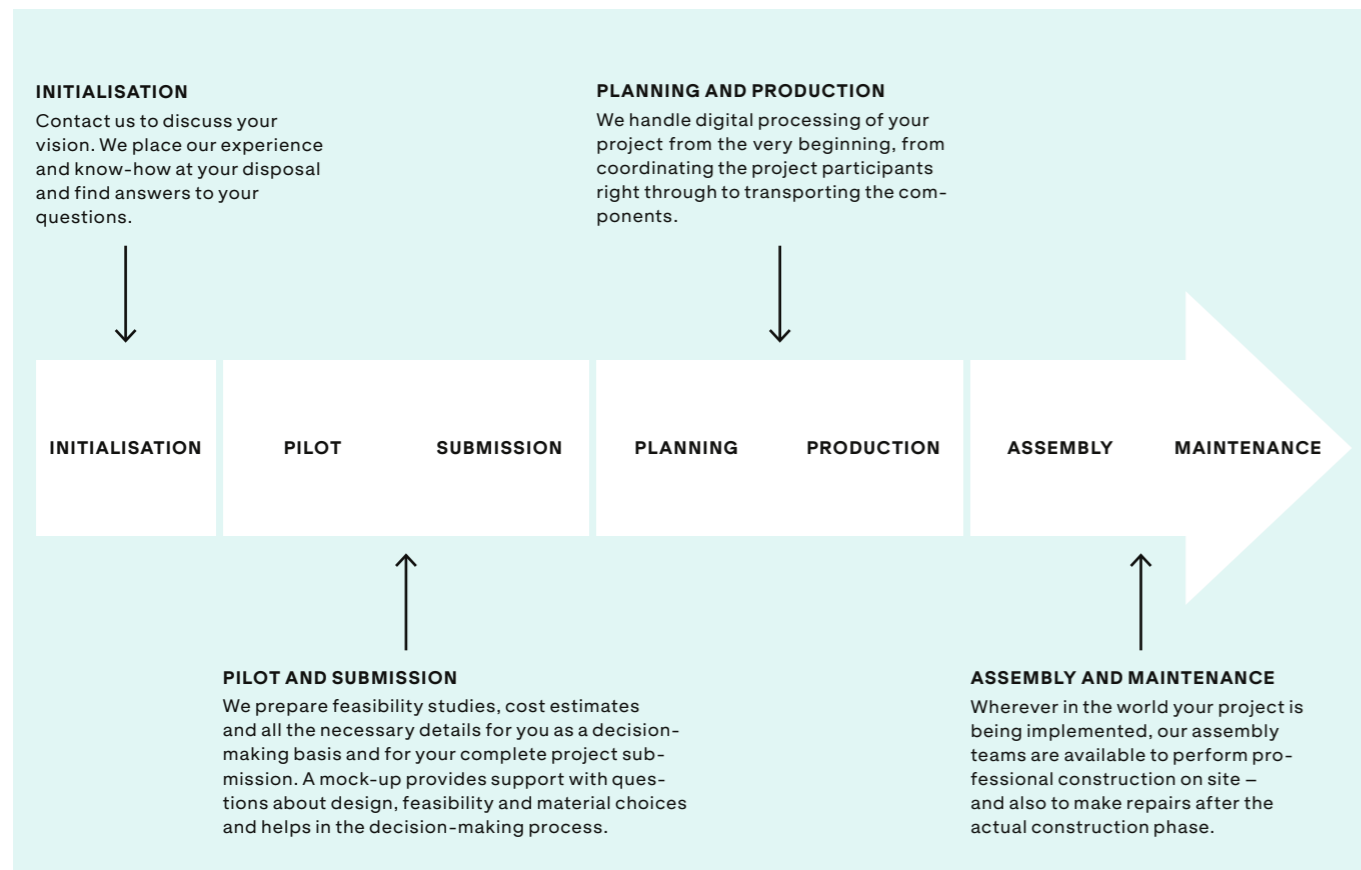 INITIALISATION
Contact us to discuss your
vision. We place our experience
and know-how at your disposal
and find answers to your
questions.
PLANNING AND PRODUCTION
We handle digital processing of your
project from the very beginning, from
coordinating the project participants
right through to transporting the com-
ponents.
INITIALISATION
PILOT
SUBMISSION
PLANNING
PRODUCTION
ASSEMBLY
MAINTENANCE
PILOT AND SUBMISSION
We prepare feasibility studies, cost estimates
and all the necessary details for you as a decision-
making basis and for your complete project sub-
mission. A mock-up provides support with ques-
tions about design, feasibility and material choices
and helps in the decision-making process.
ASSEMBLY AND MAINTENANCE
Wherever in the world your project is
being implemented, our assembly
teams are available to perform pro-
fessional construction on site –
and also to make repairs after the
actual construction phase.